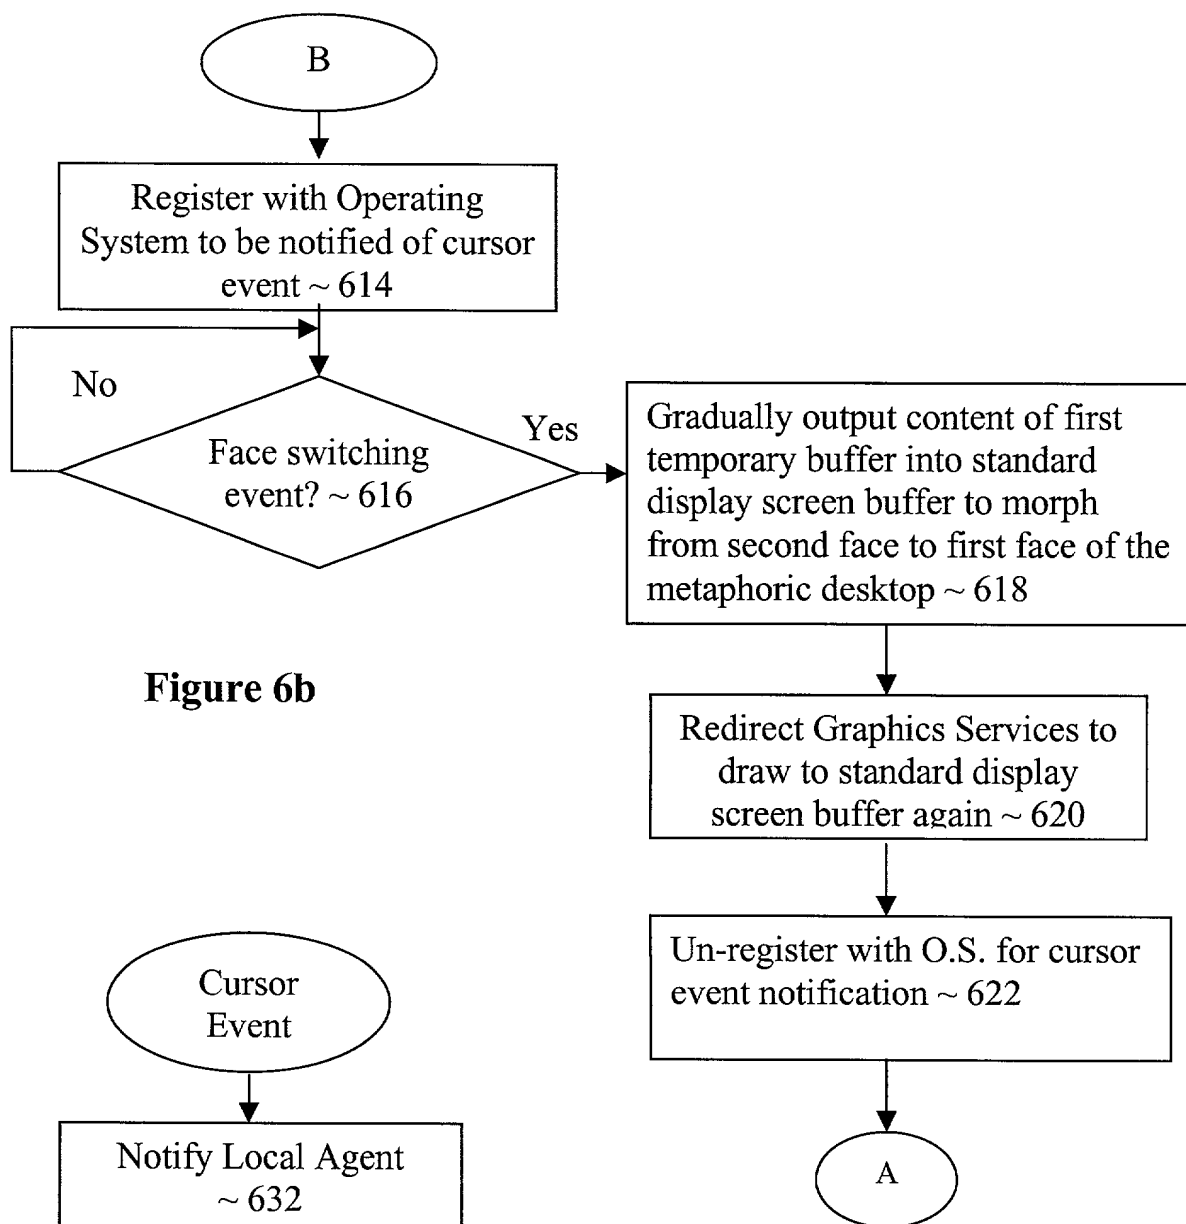 B
Register with Operating
System to be notified of cursor
event ~ 614
No
Yes
Face switching
event? ~ 616
Gradually output content of first
temporary buffer into standard
display screen buffer to morph
from second face to first face of the
metaphoric desktop ~ 618
Figure 6b
Redirect Graphics Services to
draw to standard display
screen buffer again ~ 620
Un-register with O.S. for cursor
event notification ~ 622
Cursor
Event
Notify Local Agent
~ 632
A